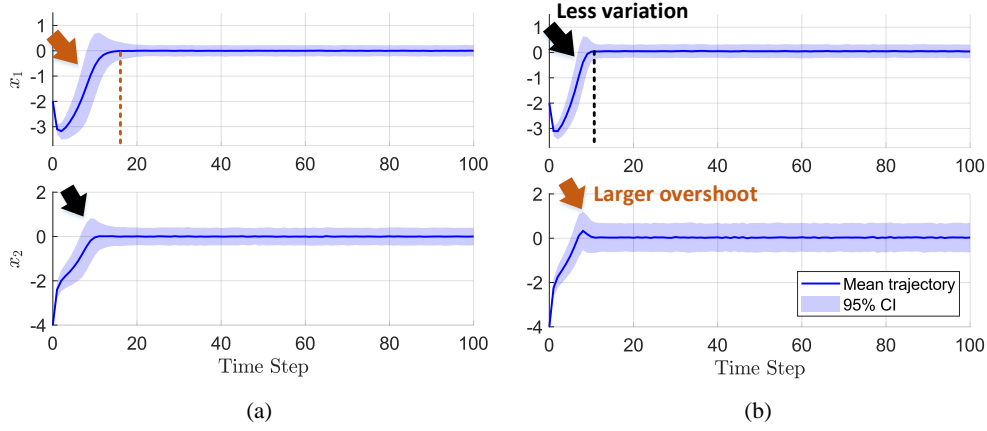 Less variation
1
0
-1
-2
-3
x1
0 20 40 60 80 100
1
0
-1
-2
-3
0 20 40 60 80 100
2
0
-2
-4
x2
0 20 40 60 80 100
Time Step
Larger overshoot
2
0
-2
-4
Mean trajectory
95% CI
0 20 40 60 80 100
Time Step
(a)
(b)